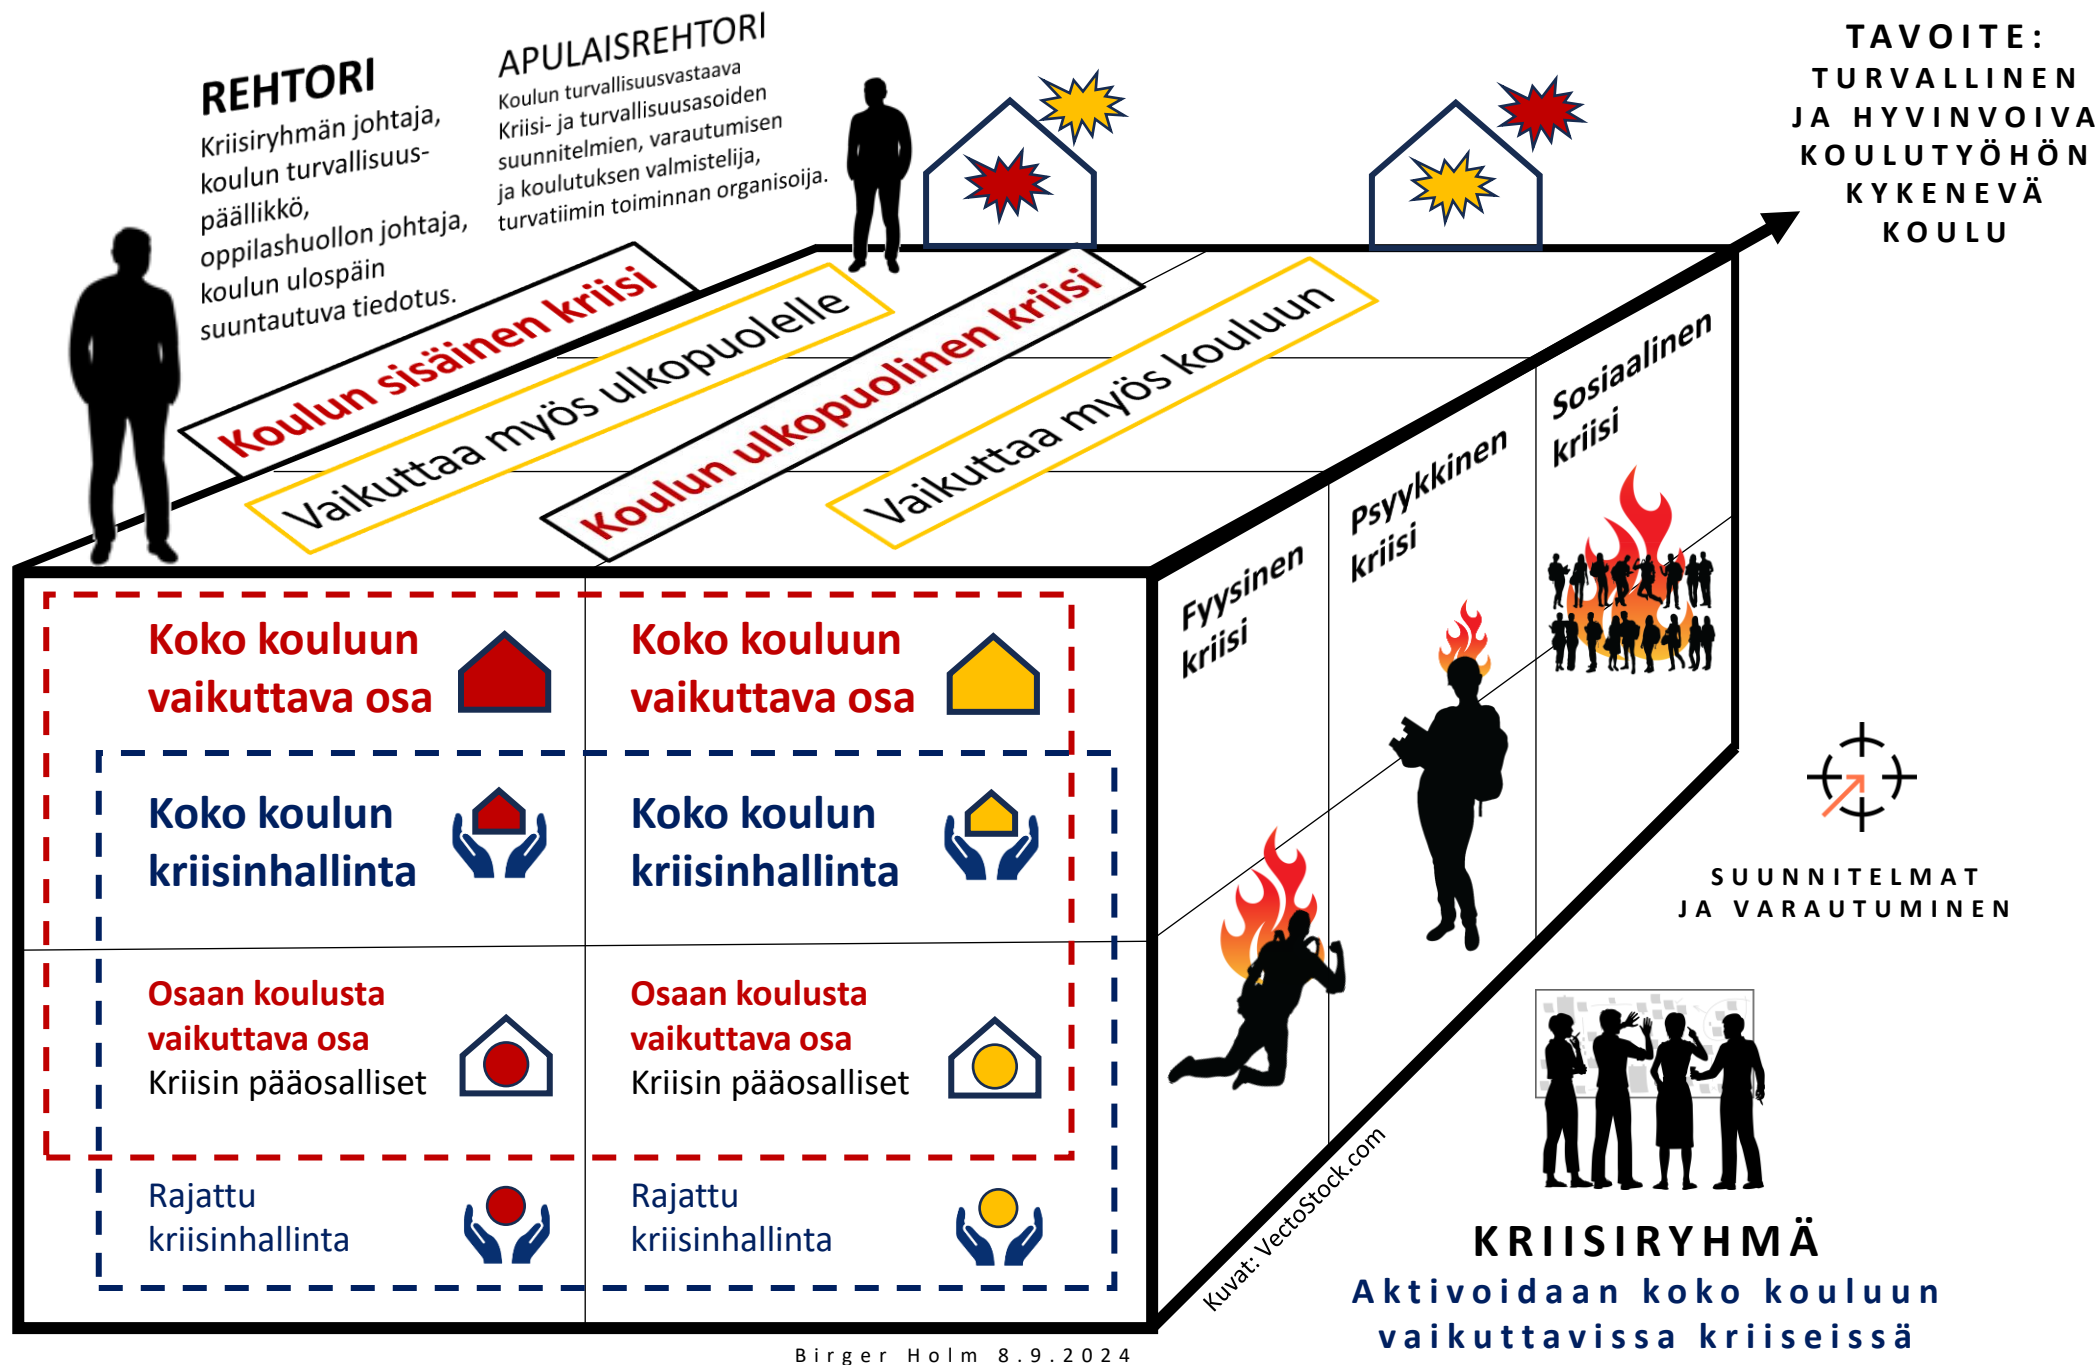 REHTORI
Kriisiryhmän johtaja,
koulun turvallisuus-
päällikkö,
oppilashuollon johtaja,
koulun ulospäin
suuntautuva tiedotus.
APULAISREHTORI
Koulun turvallisuusvastaava
Kriisi- ja turvallisuusasoiden
suunnitelmien, varautumisen
ja koulutuksen valmistelija,
turvatiimin toiminnan organisoija.
TAVOITE:
TURVALLINEN
JA HYVINVOIVA
KOULUTYÖHÖN
KYKENEVÄ
KOULU
Koulun sisäinen kriisi
Vaikuttaa myös ulkopuolelle
Koulun ulkopuolinen kriisi
Vaikuttaa myös kouluun
Fyysinen
kriisi
Psyykkinen
kriisi
Sosiaalinen
kriisi
Koko kouluun
vaikuttava osa
Koko kouluun
vaikuttava osa
Koko koulun
kriisinhallinta
Koko koulun
kriisinhallinta
Osaan koulusta
vaikuttava osa
Kriisin pääosalliset
Osaan koulusta
vaikuttava osa
Kriisin pääosalliset
Rajattu
kriisinhallinta
Rajattu
kriisinhallinta
SUUNNITELMAT
JA VARAUTUMINEN
Kuvat: VectoStock.com
KRIISIRYHMÄ
Aktivoidaan koko kouluun
vaikuttavissa kriiseissä
Birger Holm 8.9.2024